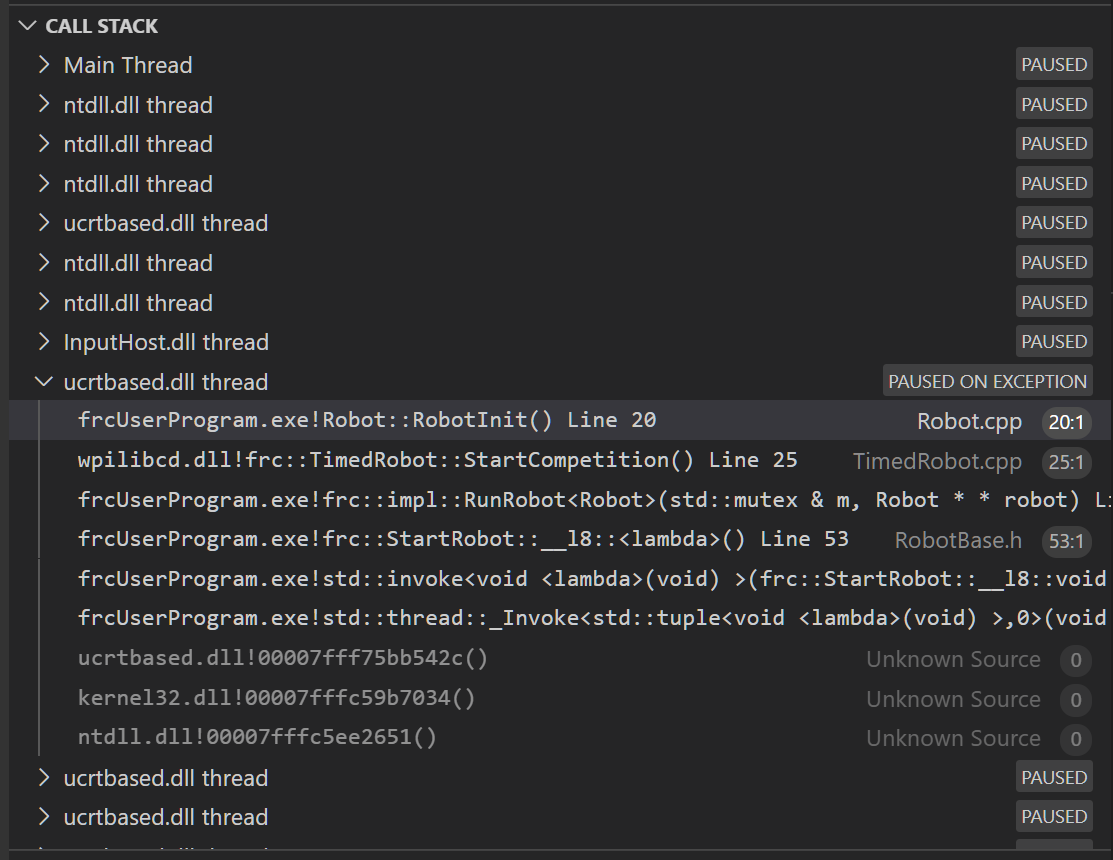 CALL STACK
Main Thread PAUSED
ntdll.dll thread PAUSED
ntdll.dll thread PAUSED
ntdll.dll thread PAUSED
ucrtbased.dll thread PAUSED
ntdll.dll thread PAUSED
ntdll.dll thread PAUSED
InputHost.dll thread PAUSED
ucrtbased.dll thread PAUSED ON EXCEPTION
frcUserProgram.exe!Robot::RobotInit() Line 20 Robot.cpp 20:1
wpilibcd.dll!frc::TimedRobot::StartCompetition() Line 25 TimedRobot.cpp 25:1
frcUserProgram.exe!frc::impl::RunRobot<Robot>(std::mutex & m, Robot * * robot)
frcUserProgram.exe!frc::StartRobot::__l8::<lambda>() Line 53 RobotBase.h 53:1
frcUserProgram.exe!std::invoke<void <lambda>(void) >(frc::StartRobot::__l8::void
frcUserProgram.exe!std::thread::_Invoke<std::tuple<void <lambda>(void) >,0>(void
ucrtbased.dll!00007fff75bb542c() Unknown Source 0
kernel32.dll!00007fffc59b7034() Unknown Source 0
ntdll.dll!00007fffc5ee2651() Unknown Source 0
ucrtbased.dll thread PAUSED
ucrtbased.dll thread PAUSED